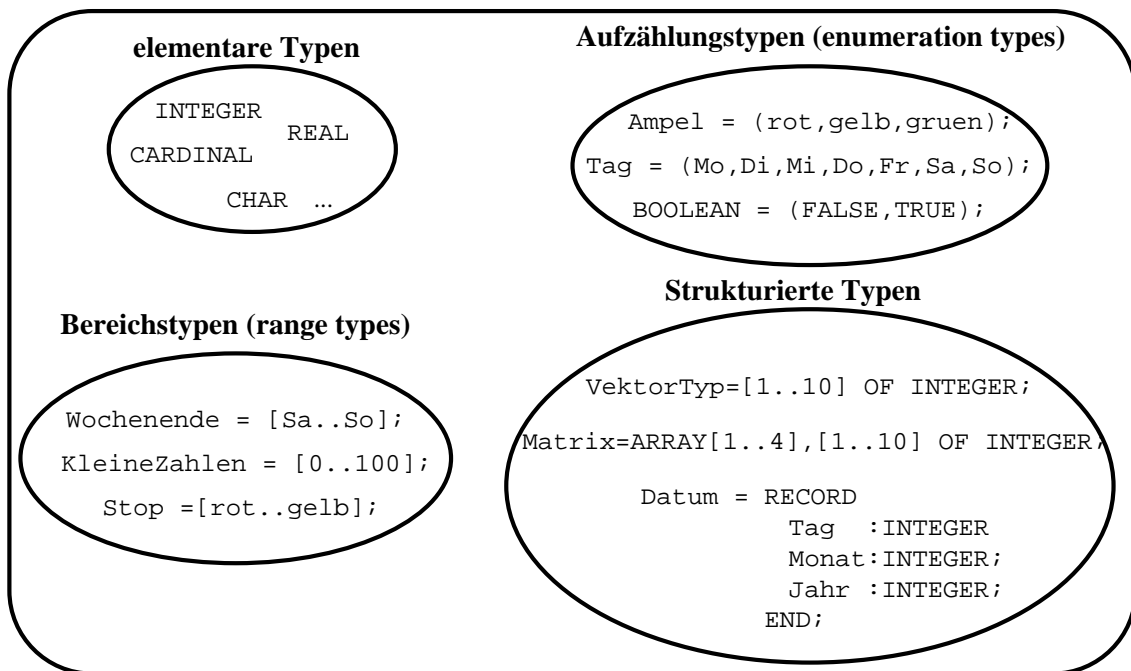 elementare Typen
INTEGER
REAL
CARDINAL
CHAR ...
Aufzählungstypen (enumeration types)
Ampel = (rot,gelb,gruen);
Tag = (Mo,Di,Mi,Do,Fr,Sa,So);
BOOLEAN = (FALSE,TRUE);
Bereichstypen (range types)
Wochenende = [Sa..So];
KleineZahlen = [0..100];
Stop =[rot..gelb];
Strukturierte Typen
VektorTyp=[1..10] OF INTEGER;
Matrix=ARRAY[1..4],[1..10] OF INTEGER;
Datum = RECORD
Tag :INTEGER
Monat:INTEGER;
Jahr :INTEGER;
END;